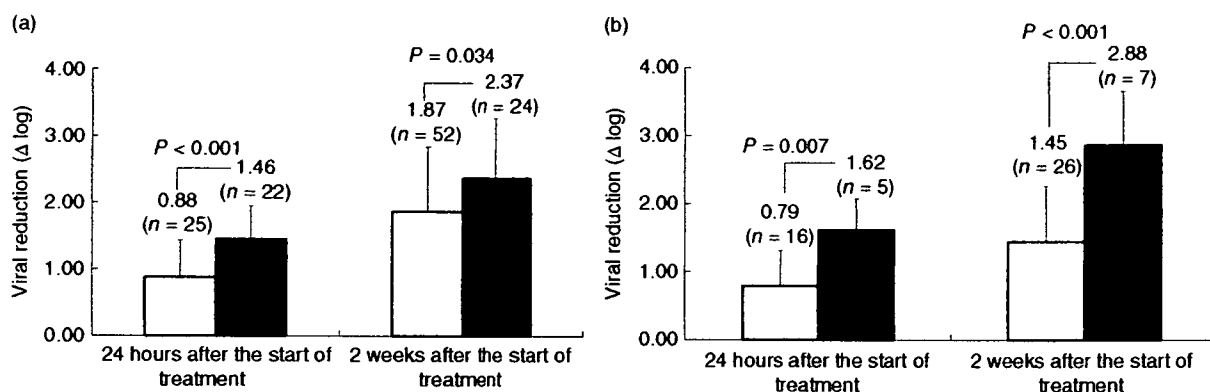 (a)
Viral reduction (Δ log)
4.00
3.00
2.00
1.00
0.00
P < 0.001
0.88
(n = 25)
1.46
(n = 22)
P = 0.034
1.87
(n = 52)
2.37
(n = 24)
24 hours after the start of
treatment
2 weeks after the start of
treatment
(b)
Viral reduction (Δ log)
4.00
3.00
2.00
1.00
0.00
P = 0.007
0.79
(n = 16)
1.62
(n = 5)
P < 0.001
1.45
(n = 26)
2.88
(n = 7)
24 hours after the start of
treatment
2 weeks after the start of
treatment